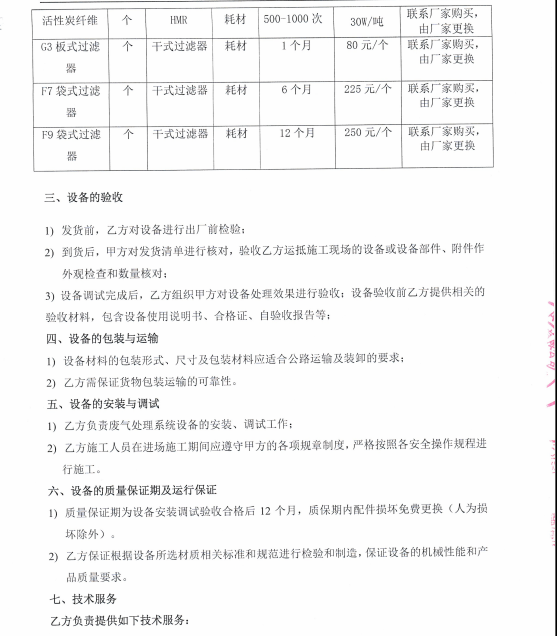 活性炭纤维 个 HMR 耗材 500-1000 次 30W/吨 联系厂家购买，
由厂家更换
G3 板式过滤 个 干式过滤器 耗材 1 个月 80 元/个 联系厂家购买，
器 由厂家更换
F7 袋式过滤 个 干式过滤器 耗材 6 个月 225 元/个 联系厂家购买，
器 由厂家更换
F9 袋式过滤 个 干式过滤器 耗材 12 个月 250 元/个 联系厂家购买，
器 由厂家更换
三、设备的验收
1) 发货前，乙方对设备进行出厂前检验；
2) 到货后，甲方对发货清单进行核对，验收乙方运抵施工现场的设备或设备部件、附件作
外观检查和数量核对；
3) 设备调试完成后，乙方组织甲方对设备处理效果进行验收；设备验收前乙方提供相关的
验收材料，包含设备使用说明书、合格证、自验收报告等；
四、设备的包装与运输
1) 设备材料的包装形式、尺寸及包装材料应适合公路运输及装卸的要求；
2) 乙方需保证货物包装运输的可靠性。
五、设备的安装与调试
1) 乙方负责废气处理系统设备的安装、调试工作；
2) 乙方施工人员在进场施工期间应遵守甲方的各项规章制度，严格按照各安全操作规程进
行施工。
六、设备的质量保证期及运行保证
1) 质量保证期为设备安装调试验收合格后 12 个月，质保期内配件损坏免费更换（人为损
坏除外）。
2) 乙方保证根据设备所选材质相关标准和规范进行检验和制造，保证设备的机械性能和产
品质量要求。
七、技术服务
乙方负责提供如下技术服务：